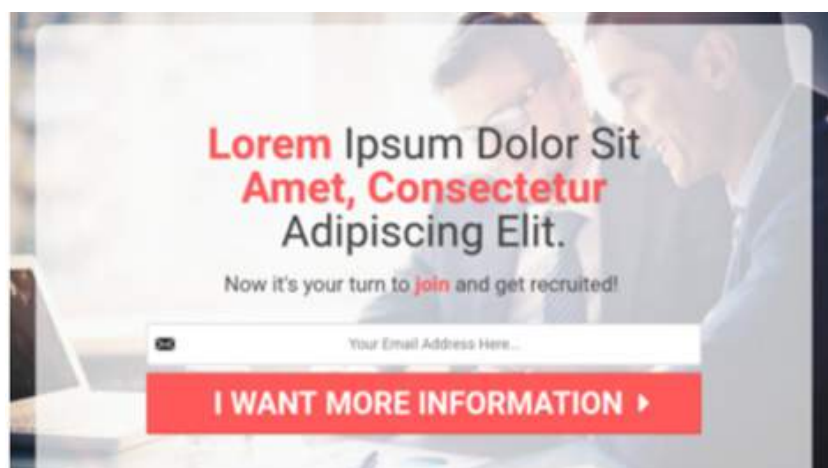 Lorem Ipsum Dolor Sit
Amet, Consectetur
Adipiscing Elit.
Now it's your turn to join and get recruited!
Your Email Address Here...
I WANT MORE INFORMATION